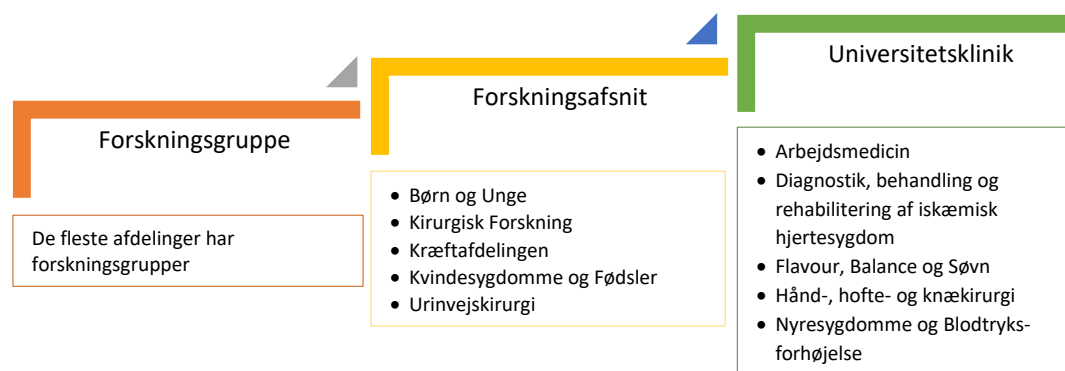 Forskningsgruppe
De fleste afdelinger har
forskningsgrupper
Forskningsafsnit
• Børn og Unge
• Kirurgisk Forskning
• Kræftafdelingen
• Kvindesygdomme og Fødsler
• Urinvejskirurgi
Universitetsklinik
• Arbejdsmedicin
• Diagnostik, behandling og
rehabilitering af iskæmisk
hjertesygdom
• Flavour, Balance og Søvn
• Hånd-, hofte- og knækirurgi
• Nyresygdomme og Blodtryks-
forhøjelse